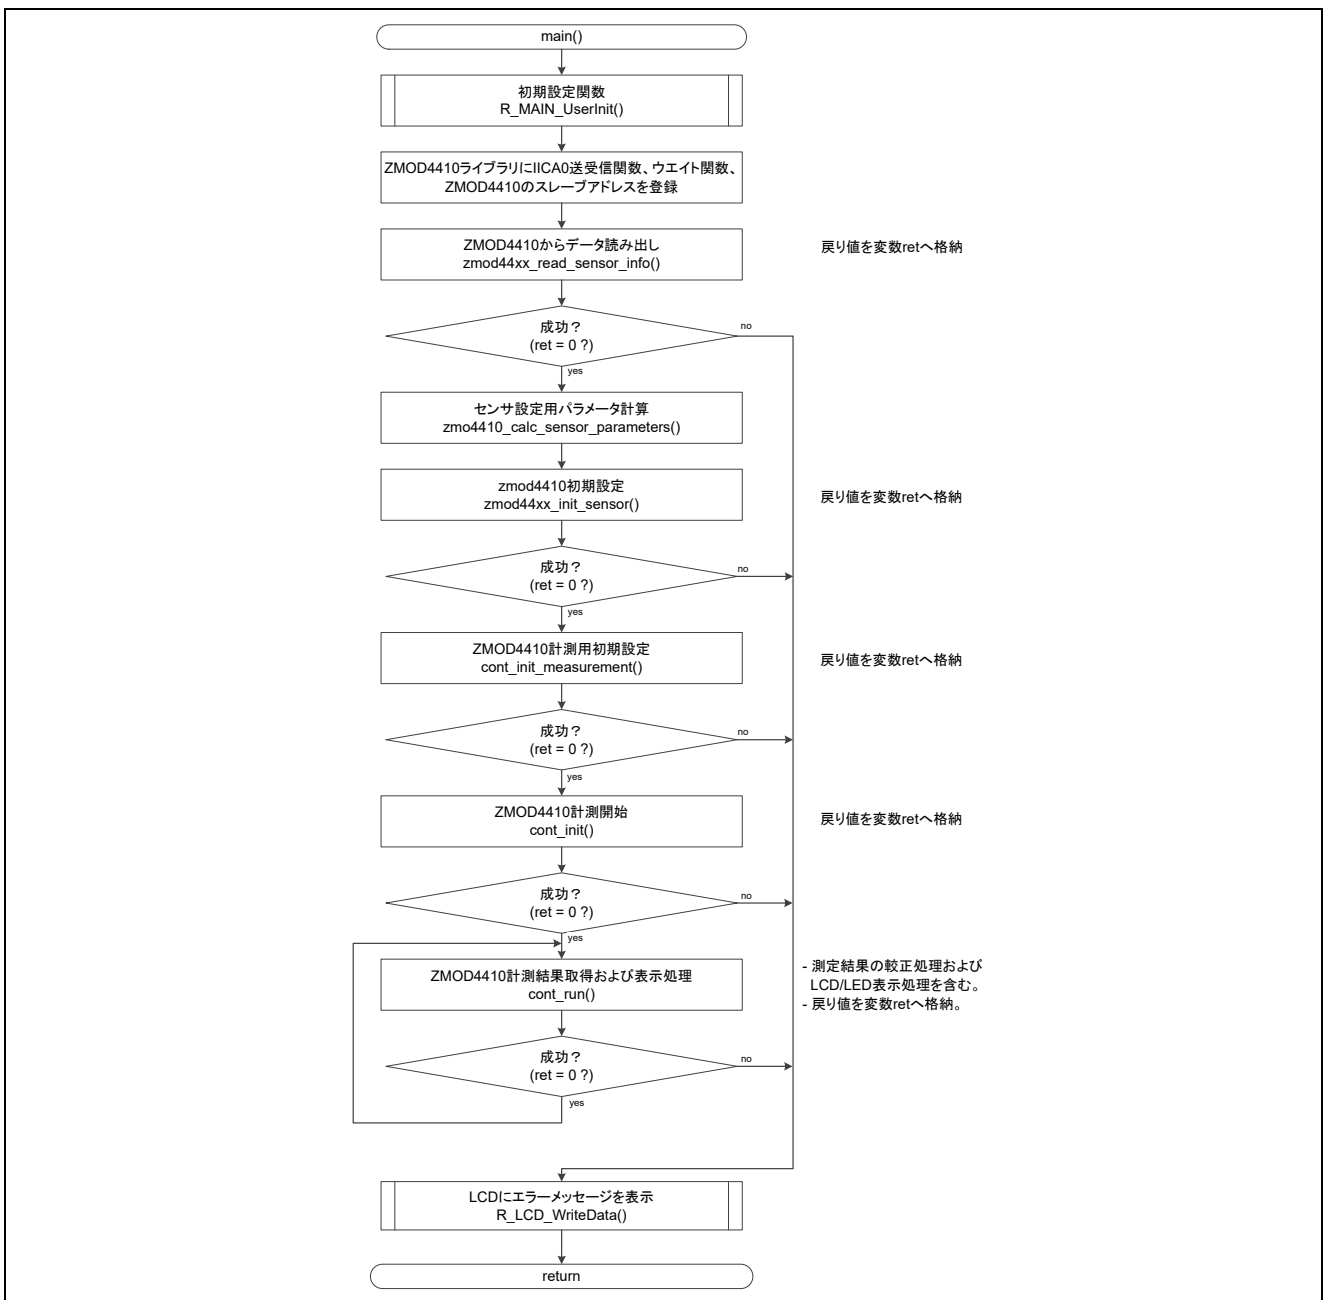 main()
初期設定関数
R_MAIN_UserInit()
ZMOD4410ライブラリにIICA0送受信関数、ウエイト関数、
ZMOD4410のスレーブアドレスを登録
ZMOD4410からデータ読み出し
zmod44xx_read_sensor_info()
戻り値を変数retへ格納
成功？
(ret = 0 ?)
no
yes
センサ設定用パラメータ計算
zmo4410_calc_sensor_parameters()
zmod4410初期設定
zmod44xx_init_sensor()
戻り値を変数retへ格納
成功？
(ret = 0 ?)
no
yes
ZMOD4410計測用初期設定
cont_init_measurement()
戻り値を変数retへ格納
成功？
(ret = 0 ?)
no
yes
ZMOD4410計測開始
cont_init()
戻り値を変数retへ格納
成功？
(ret = 0 ?)
no
yes
ZMOD4410計測結果取得および表示処理
cont_run()
- 測定結果の較正処理および
LCD/LED表示処理を含む。
- 戻り値を変数retへ格納。
成功？
(ret = 0 ?)
no
yes
LCDにエラーメッセージを表示
R_LCD_WriteData()
return